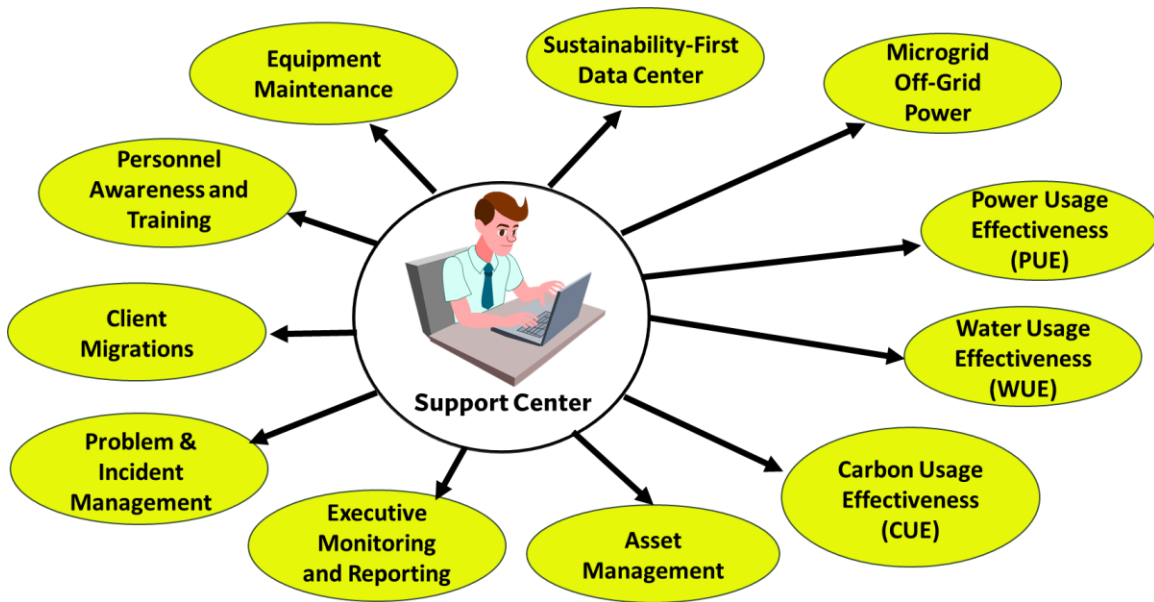 Equipment
Maintenance
Sustainability-First
Data Center
Microgrid
Off-Grid
Power
Personnel
Awareness and
Training
Power Usage
Effectiveness
(PUE)
Client
Migrations
Water Usage
Effectiveness
(WUE)
Support Center
Problem &
Incident
Management
Carbon Usage
Effectiveness
(CUE)
Executive
Monitoring
and Reporting
Asset
Management